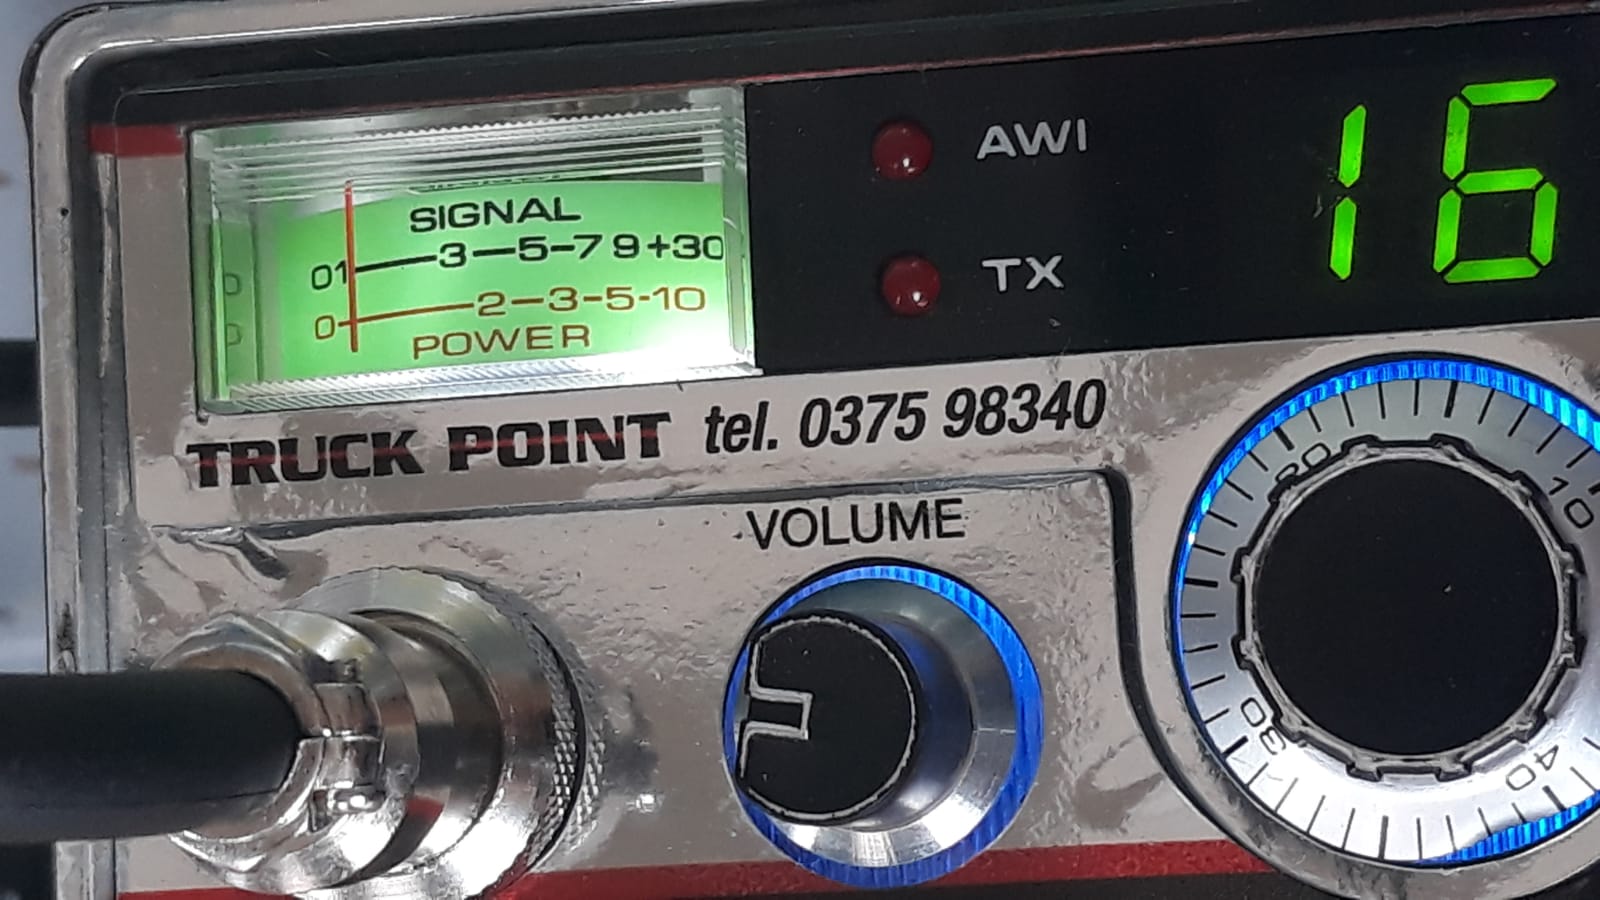 SIGNAL
01 3 5 7 9 +30
0 2 3 5 10
POWER
AWI
TX
16
TRUCK POINT tel. 0375 98340
VOLUME
20
10
30
40